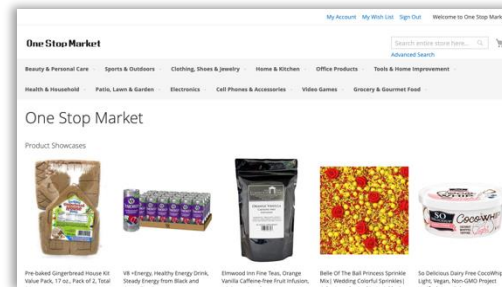 My Account My Wish List Sign Out Welcome to One Stop Mark
One Stop Market
Search entire store here...
Advanced Search
Beauty & Personal Care Sports & Outdoors Clothing, Shoes & Jewelry Home & Kitchen Office Products Tools & Home Improvement
Health & Household Patio, Lawn & Garden Electronics Cell Phones & Accessories Video Games Grocery & Gourmet Food
One Stop Market
Product Showcases
SO
CocoWh
Light
Pre-baked Gingerbread House Kit
Value Pack, 17 oz., Pack of 2, Total
V8 +Energy, Healthy Energy Drink,
Steady Energy from Black and
Elmwood Inn Fine Teas, Orange
Vanilla Caffeine-free Fruit Infusion,
Belle Of The Ball Princess Sprinkle
Mix| Wedding Colorful Sprinkles|
So Delicious Dairy Free CocoWhip
Light, Vegan, Non-GMO Project